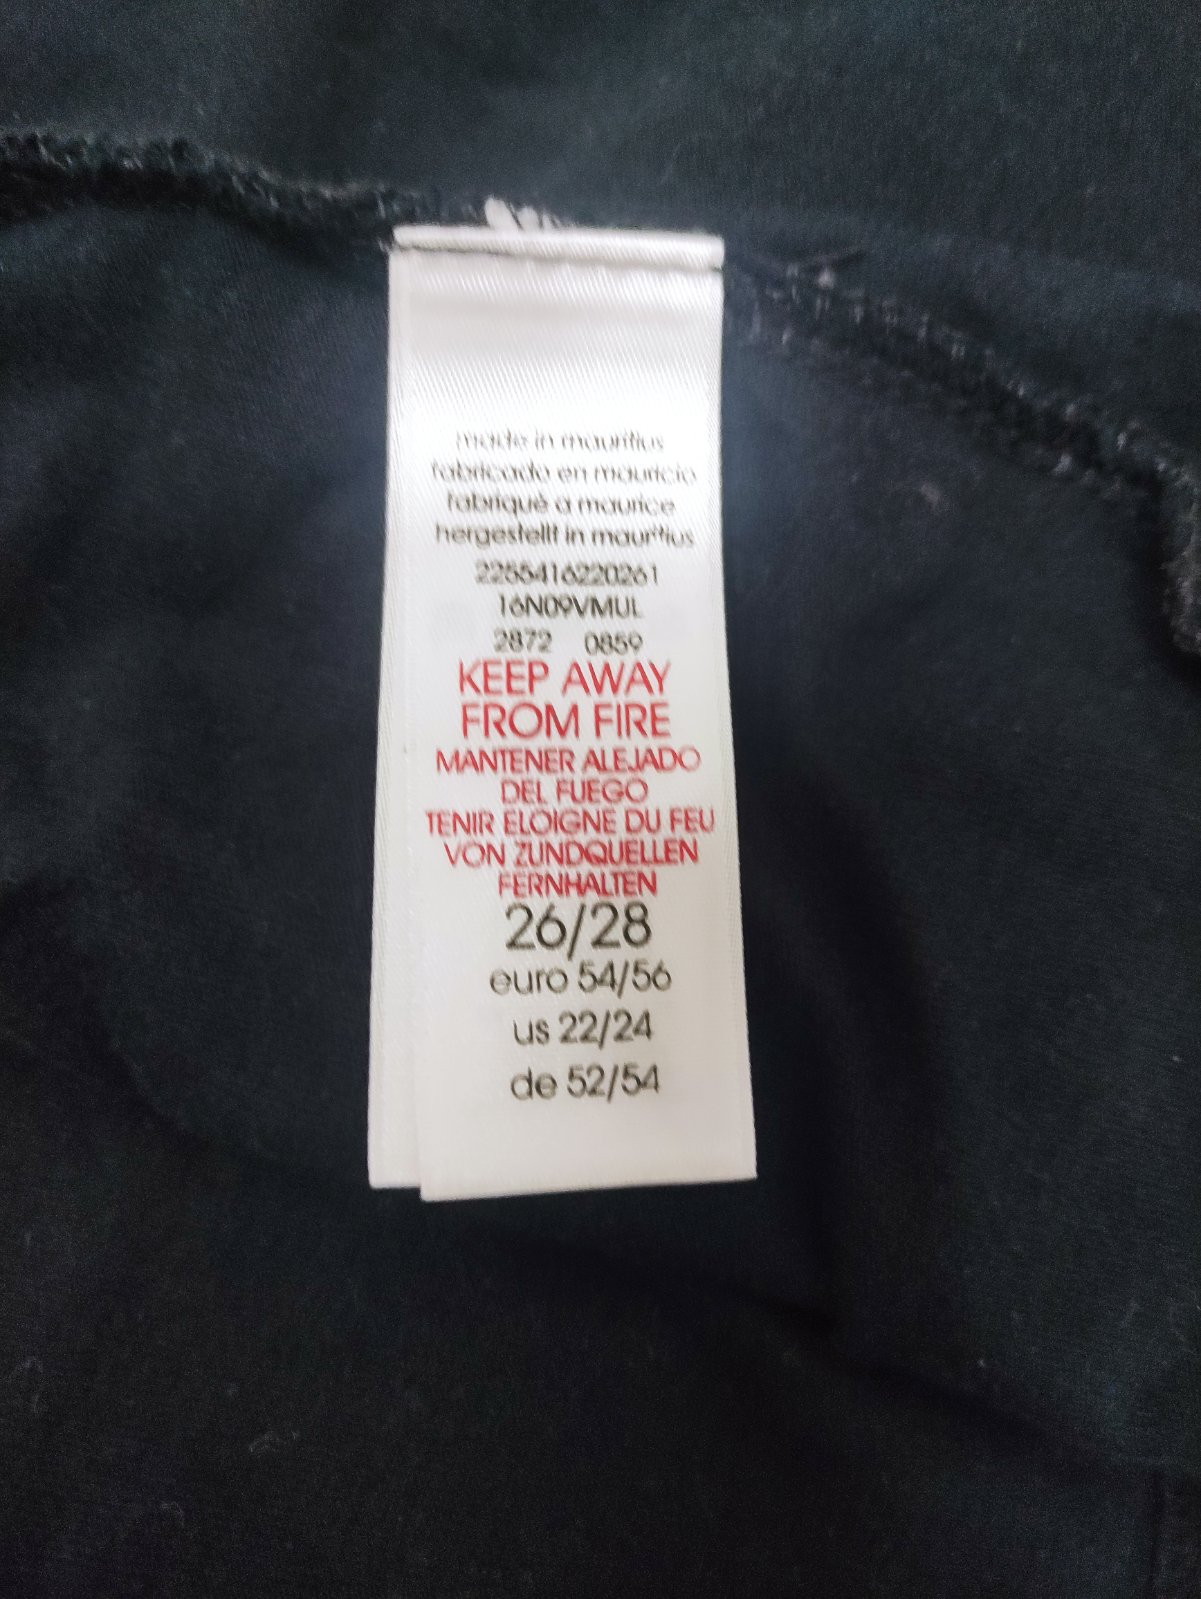 made in mauritius
fabricado en mauricio
fabriqué a maurice
hergestellt in mauritius
2255416220261
16N09VMUL
2872 0859
KEEP AWAY
FROM FIRE
MANTENER ALEJADO
DEL FUEGO
TENIR ELOIGNE DU FEU
VON ZUNDQUELLEN
FERNHALTEN
26/28
euro 54/56
us 22/24
de 52/54